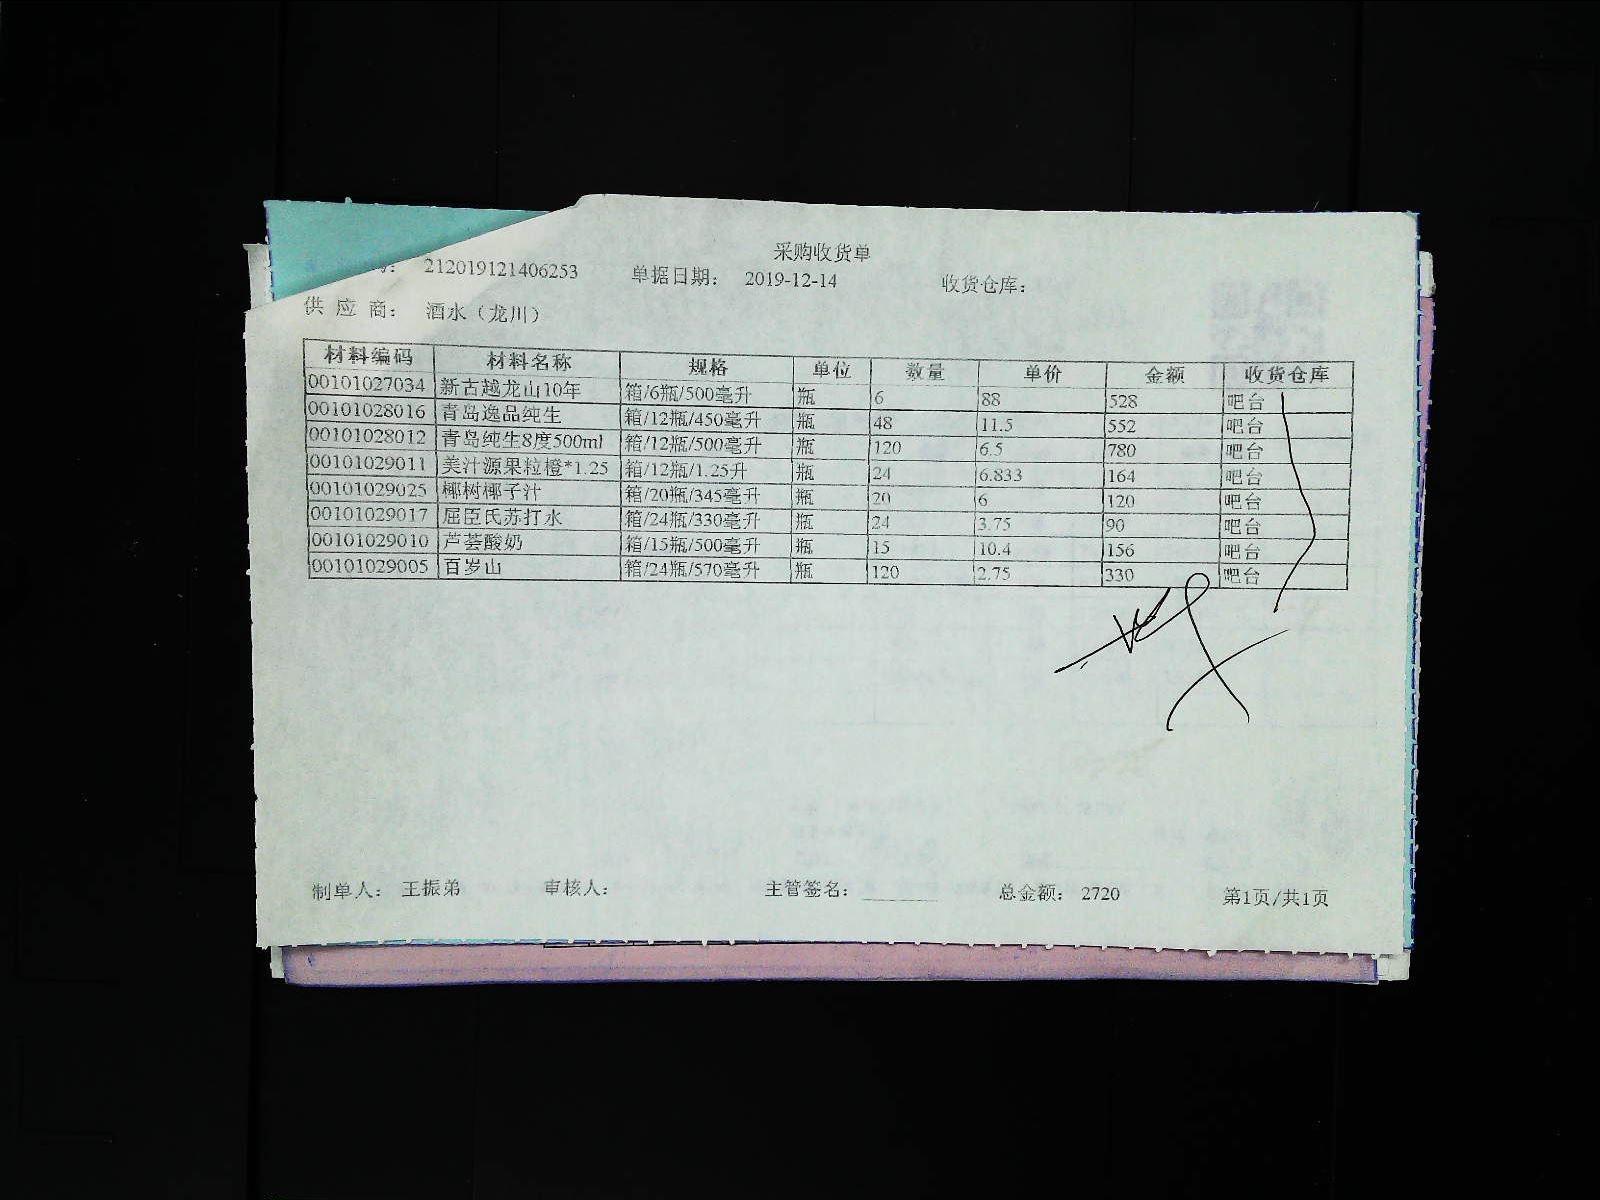 采购收货单
212019121406253 单据日期： 2019-12-14 收货仓库：
供 应 商： 酒水（龙川）
材料编码 材料名称 规格 单位 数量 单价 金额 收货仓库
00101027034 新古越龙山10年 箱/6瓶/500毫升 瓶 6 88 528 吧台
00101028016 青岛逸品纯生 箱/12瓶/450毫升 瓶 48 11.5 552 吧台
00101028012 青岛纯生8度500ml 箱/12瓶/500毫升 瓶 120 6.5 780 吧台
00101029011 美汁源果粒橙*1.25 箱/12瓶/1.25升 瓶 24 6.833 164 吧台
00101029025 椰树椰子汁 箱/20瓶/345毫升 瓶 20 6 120 吧台
00101029017 屈臣氏苏打水 箱/24瓶/330毫升 瓶 24 3.75 90 吧台
00101029010 芦荟酸奶 箱/15瓶/500毫升 瓶 15 10.4 156 吧台
00101029005 百岁山 箱/24瓶/570毫升 瓶 120 2.75 330 吧台
制单人： 王振弟 审核人： 主管签名： 总金额： 2720 第1页/共1页